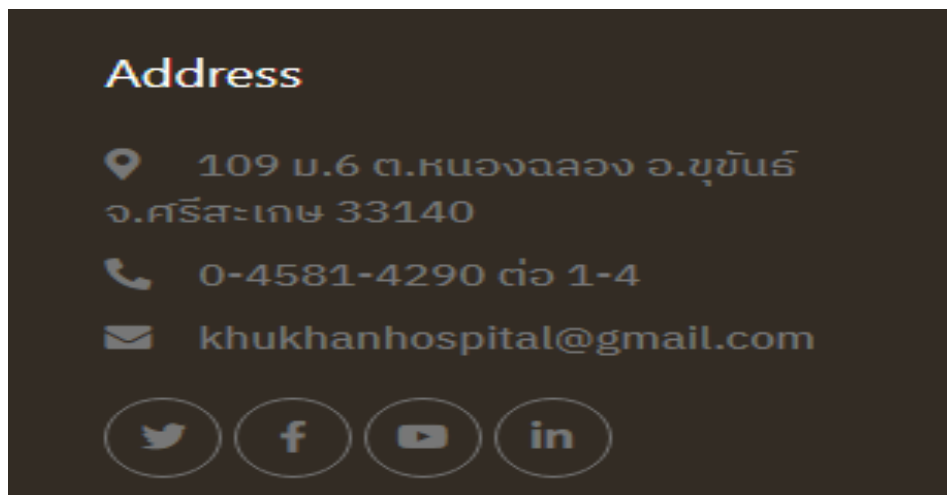 Address
109 ม.6 ต.หนองฉลอง อ.ขุขันธ์
จ.ศรีสะเกษ 33140
0-4581-4290 ต่อ 1-4
khukhanhospital@gmail.com